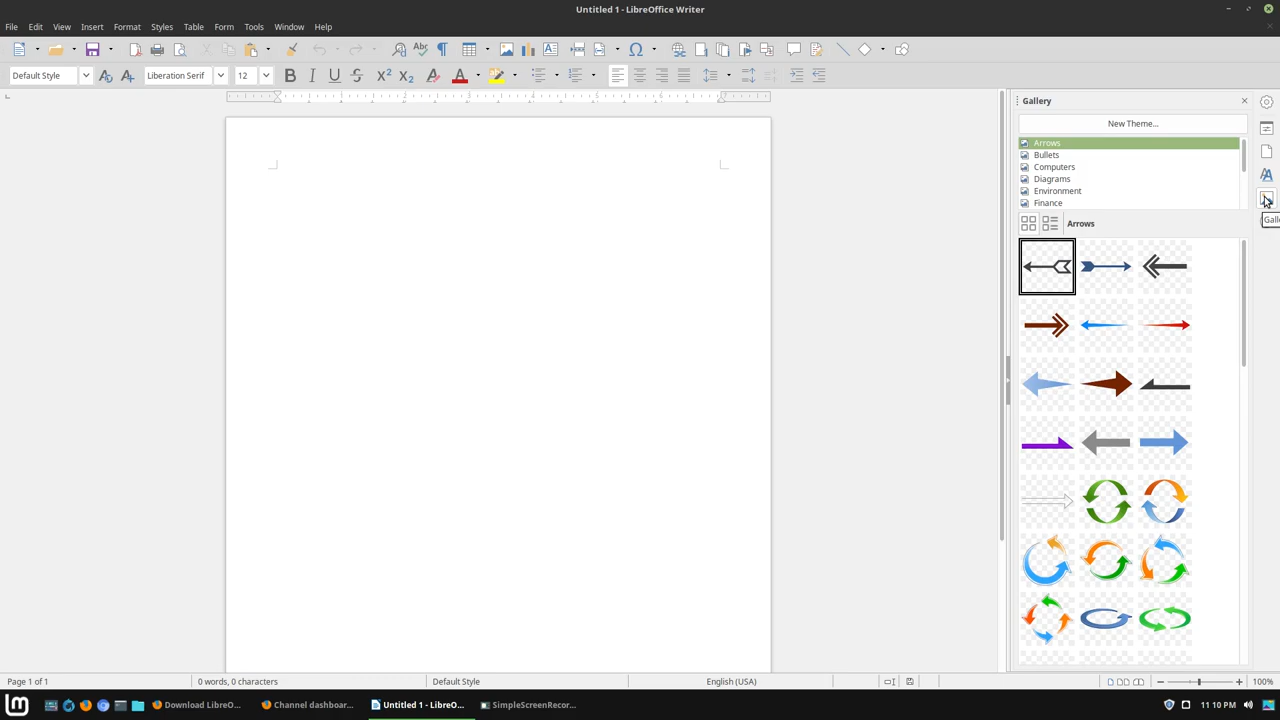 Untitled 1 - LibreOffice Writer
File Edit View Insert Format Styles Table Form Tools Window Help
Default Style Liberation Serif 12
Gallery
New Theme...
Arrows
Bullets
Computers
Diagrams
Environment
Finance
Arrows
Page 1 of 1 0 words, 0 characters Default Style English (USA) 100%
Download LibreO... Channel dashboar... Untitled 1 - LibreO... SimpleScreenRecor... 11:10 PM